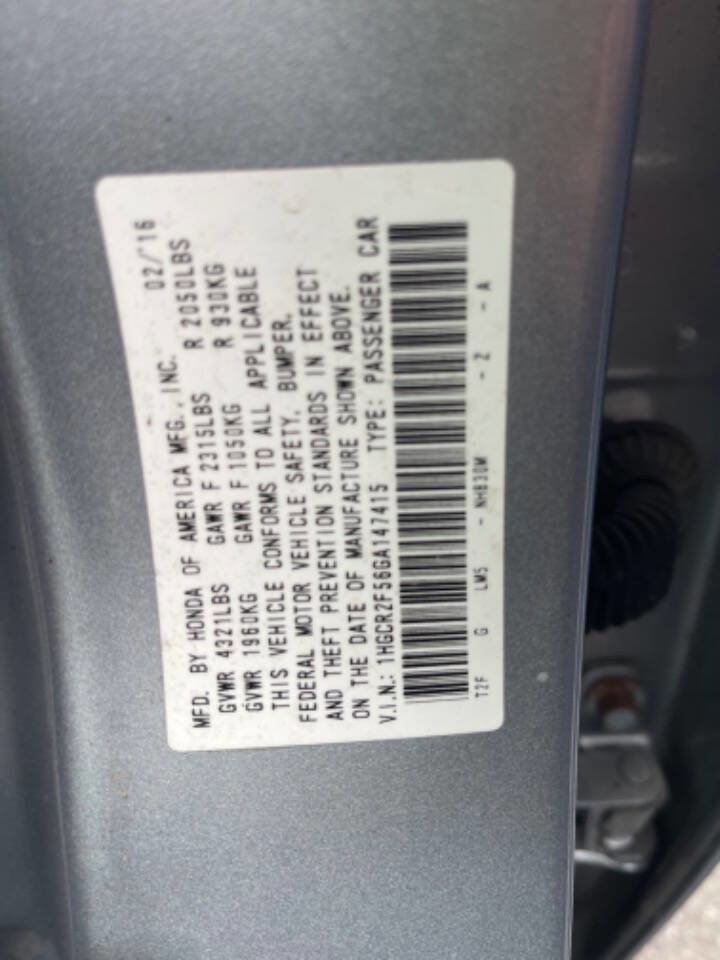 MFD. BY HONDA OF AMERICA MFG., INC. 02/'16
GVWR 4321LBS GAWR F 2315LBS R 2050LBS
GVWR 1960KG GAWR F 1050KG R 930KG
THIS VEHICLE CONFORMS TO ALL APPLICABLE
FEDERAL MOTOR VEHICLE SAFETY, BUMPER,
AND THEFT PREVENTION STANDARDS IN EFFECT
ON THE DATE OF MANUFACTURE SHOWN ABOVE.
V.I.N.: 1HGCR2F56GA147415 TYPE: PASSENGER CAR
T2F G LM5 - NH830M - 2 - A